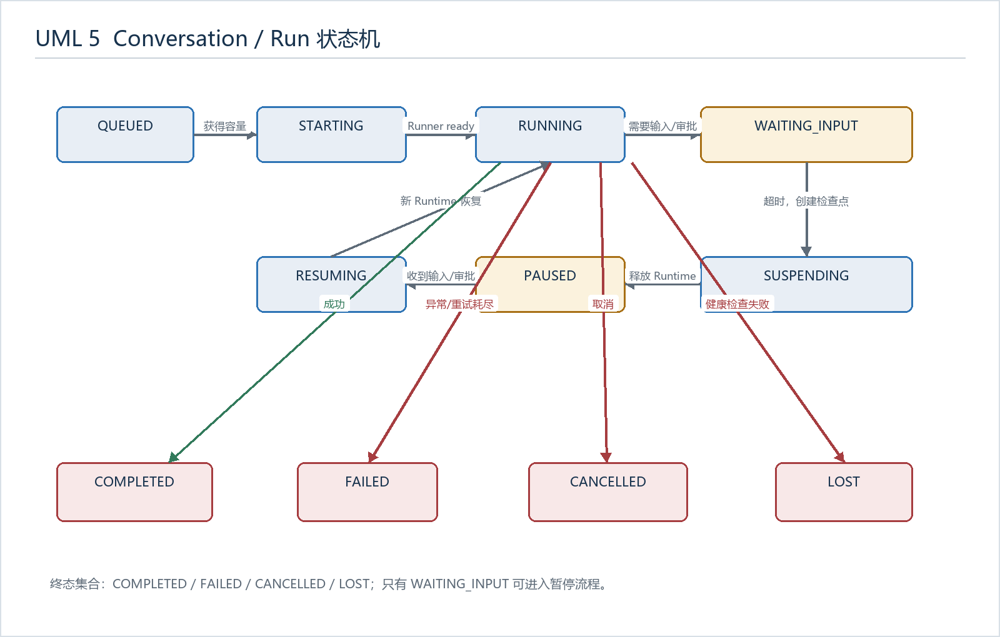 UML 5  Conversation / Run 状态机
QUEUED
获得容量
STARTING
Runner ready
RUNNING
需要输入/审批
WAITING_INPUT
新 Runtime 恢复
超时，创建检查点
RESUMING
收到输入/审批
PAUSED
释放 Runtime
SUSPENDING
成功
异常/重试耗尽
取消
健康检查失败
COMPLETED
FAILED
CANCELLED
LOST
终态集合：COMPLETED / FAILED / CANCELLED / LOST；只有 WAITING_INPUT 可进入暂停流程。